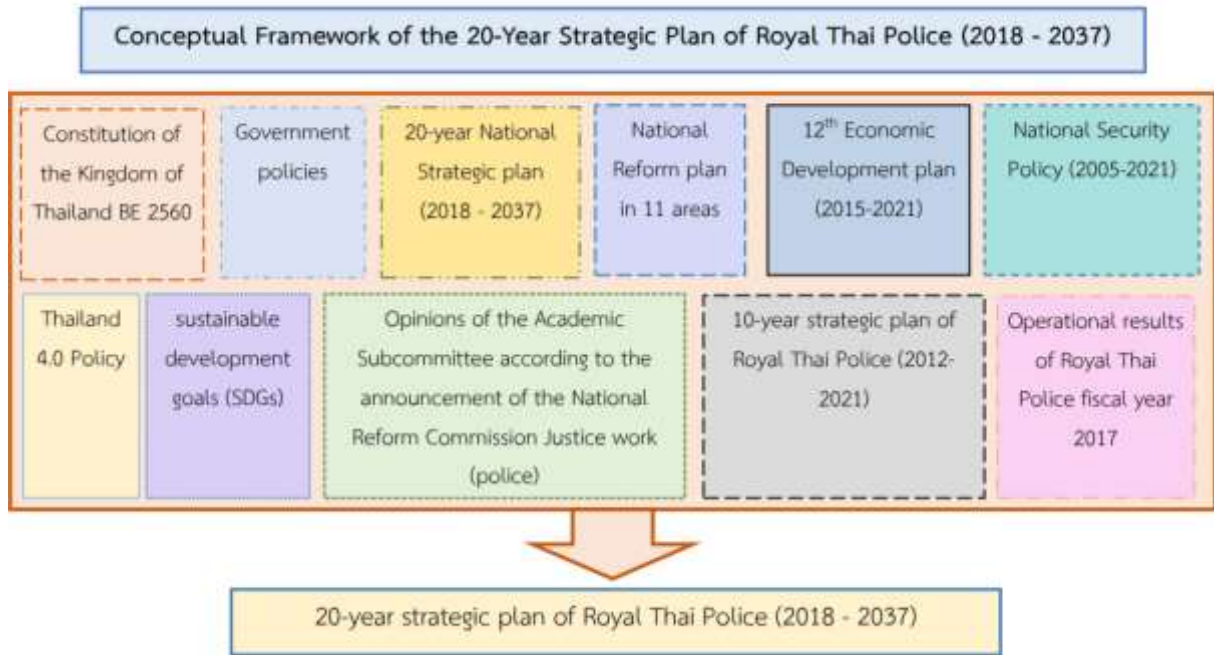 Conceptual Framework of the 20-Year Strategic Plan of Royal Thai Police (2018 - 2037)
Constitution of
the Kingdom of
Thailand BE 2560
Government
policies
20-year National
Strategic plan
(2018 - 2037)
National
Reform plan
in 11 areas
12th Economic
Development plan
(2015-2021)
National Security
Policy (2005-2021)
Thailand
4.0 Policy
sustainable
development
goals (SDGs)
Opinions of the Academic
Subcommittee according to the
announcement of the National
Reform Commission Justice work
(police)
10-year strategic plan of
Royal Thai Police (2012-
2021)
Operational results
of Royal Thai
Police fiscal year
2017
20-year strategic plan of Royal Thai Police (2018 - 2037)